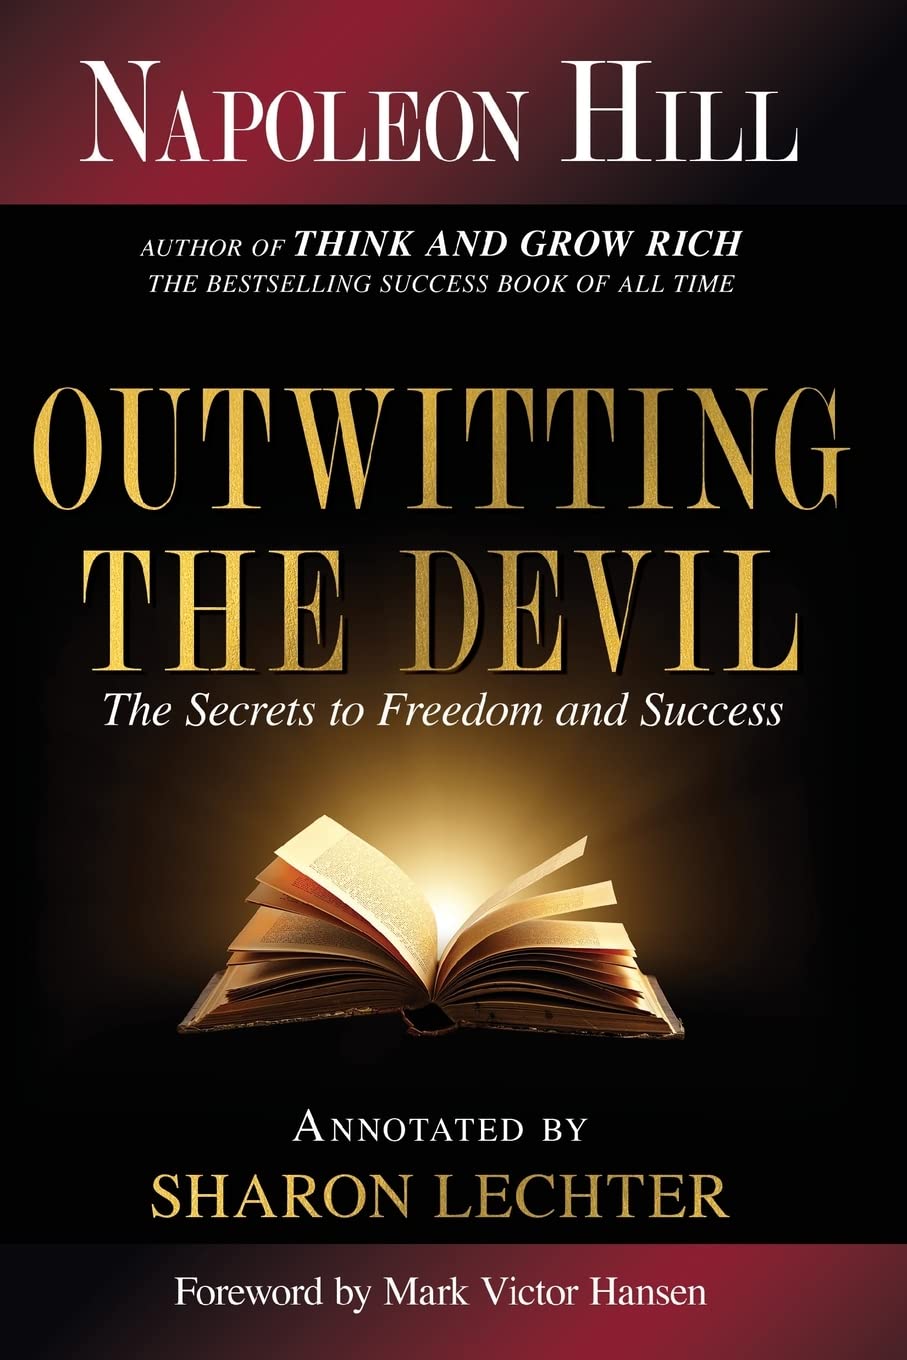 NAPOLEON HILL
AUTHOR OF THINK AND GROW RICH
THE BESTSELLING SUCCESS BOOK OF ALL TIME
OUTWITTING
THE DEVIL
The Secrets to Freedom and Success
ANNOTATED BY
SHARON LECHTER
Foreword by Mark Victor Hansen